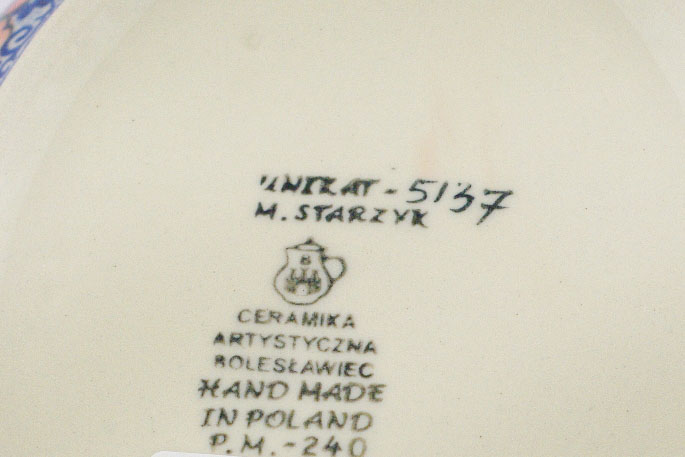 UNIKAT - 5137
M. STARZYK
B
CERAMIKA
ARTYSTYCZNA
BOLESŁAWIEC
HAND MADE
IN POLAND
P.M. - 240